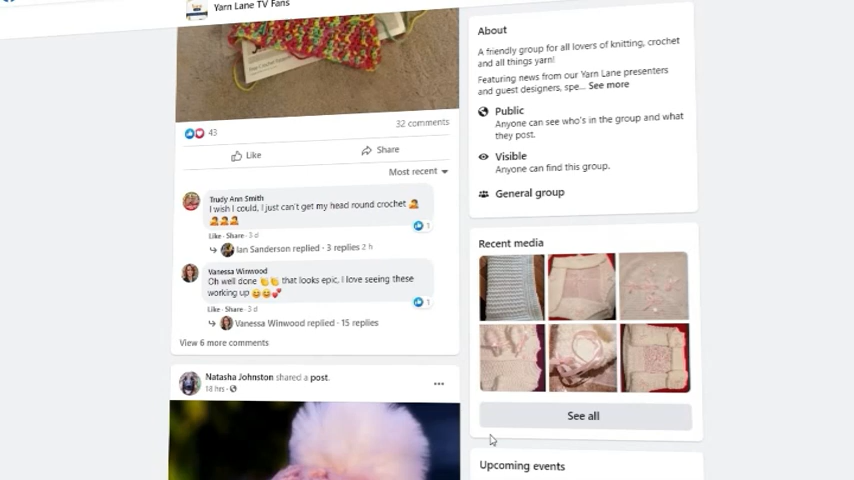 Yarn Lane TV Fans
43
32 comments
Like
Share
Most recent
Trudy Ann Smith
I wish I could, I just can't get my head round crochet
Like · Share · 3 d
Ian Sanderson replied · 3 replies 2 h
Vanessa Winwood
Oh well done 👏👏 that looks epic, I love seeing these
working up 😄😄💕
Like · Share · 3 d
Vanessa Winwood replied · 15 replies
View 6 more comments
Natasha Johnston shared a post.
18 hrs ·
About
A friendly group for all lovers of knitting, crochet
and all things yarn!
Featuring news from our Yarn Lane presenters
and guest designers, spe... See more
Public
Anyone can see who's in the group and what
they post.
Visible
Anyone can find this group.
General group
Recent media
See all
Upcoming events